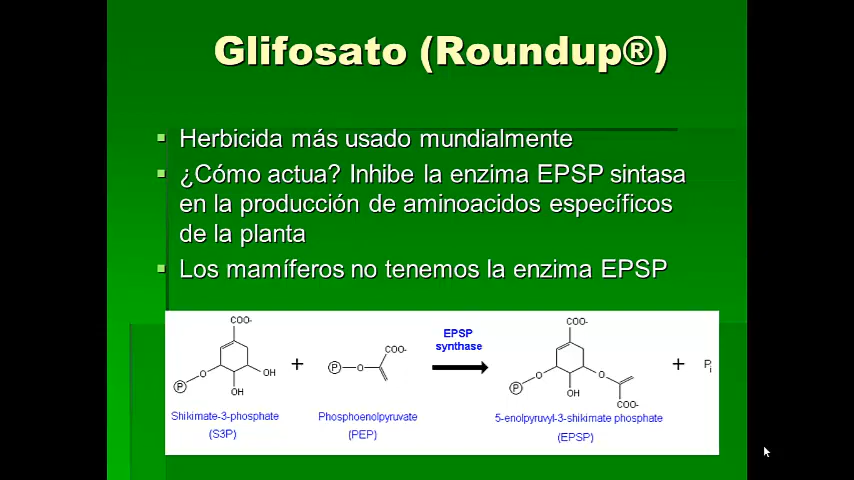 Glifosato (Roundup®)
Herbicida más usado mundialmente
¿Cómo actua? Inhibe la enzima EPSP sintasa
en la producción de aminoacidos específicos
de la planta
Los mamíferos no tenemos la enzima EPSP
COO-
O
P
OH
OH
+
P
O
COO-
EPSP
synthase
COO-
O
P
OH
O
COO-
+
Pi
Shikimate-3-phosphate
(S3P)
Phosphoenolpyruvate
(PEP)
5-enolpyruvyl-3-shikimate phosphate
(EPSP)